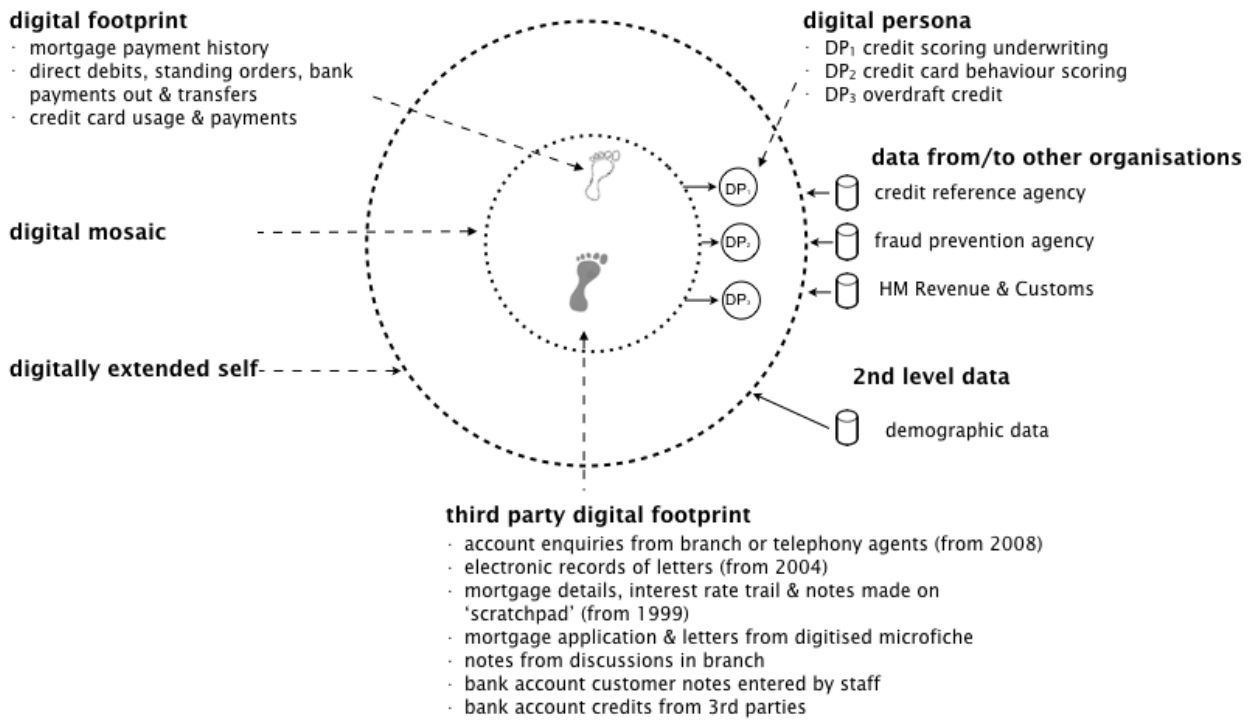 digital footprint
· mortgage payment history
· direct debits, standing orders, bank
payments out & transfers
· credit card usage & payments
digital persona
· DP₁ credit scoring underwriting
· DP₂ credit card behaviour scoring
· DP₃ overdraft credit
data from/to other organisations
credit reference agency
fraud prevention agency
HM Revenue & Customs
DP₁
DP₂
DP₃
digital mosaic
digitally extended self
2nd level data
demographic data
third party digital footprint
· account enquiries from branch or telephony agents (from 2008)
· electronic records of letters (from 2004)
· mortgage details, interest rate trail & notes made on
‘scratchpad’ (from 1999)
· mortgage application & letters from digitised microfiche
· notes from discussions in branch
· bank account customer notes entered by staff
· bank account credits from 3rd parties